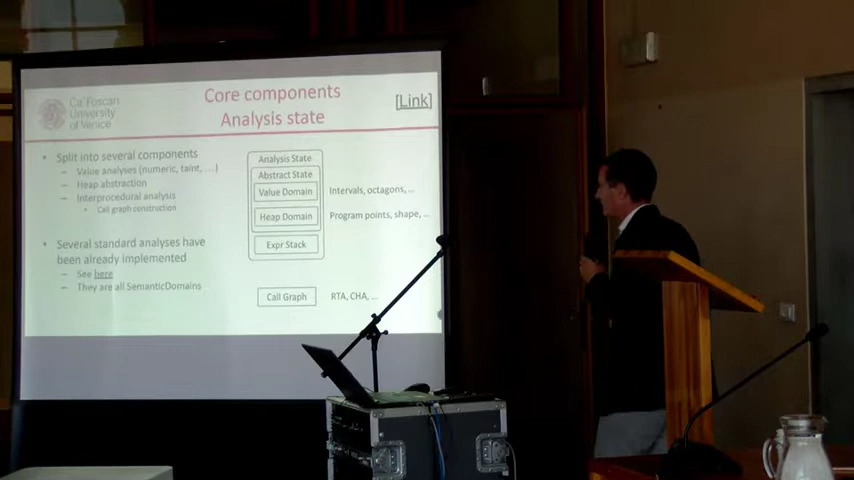 Ca' Foscari
University
of Venice
Core components
Analysis state
[Link]
• Split into several components
– Value analyses (numeric, taint, …)
– Heap abstraction
– Interprocedural analysis
• Call graph construction
• Several standard analyses have
been already implemented
– See here
– They are all SemanticDomains
Analysis State
Abstract State
Value Domain
Intervals, octagons, …
Heap Domain
Program points, shape, …
Expr Stack
Call Graph
RTA, CHA, …